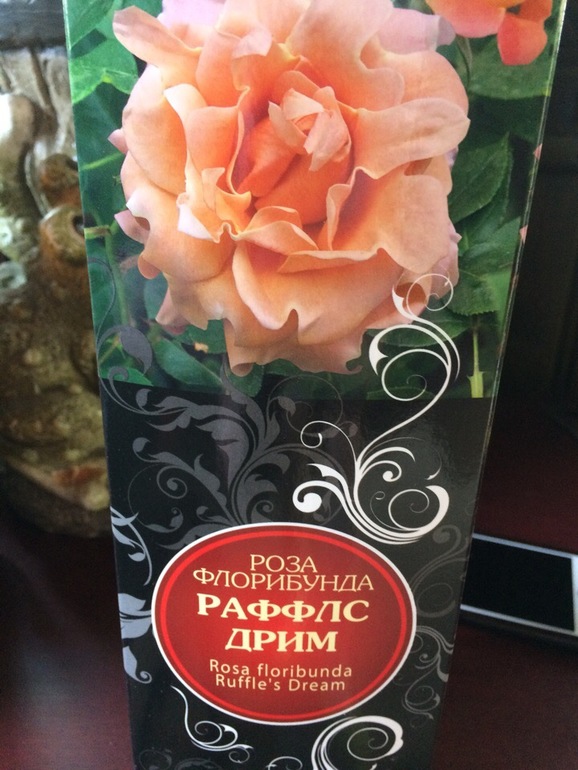 РОЗА
ФЛОРИБУНДА
РАФФЛС
ДРИМ
Rosa floribunda
Ruffle's Dream